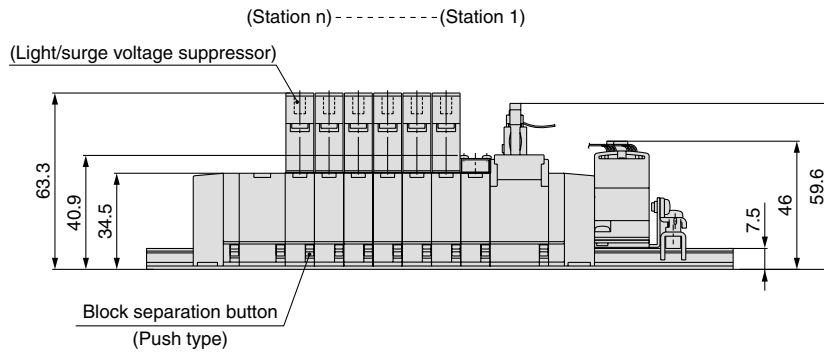 (Station n)----------(Station 1)
(Light/surge voltage suppressor)
63.3
40.9
34.5
7.5
46
59.6
Block separation button
(Push type)